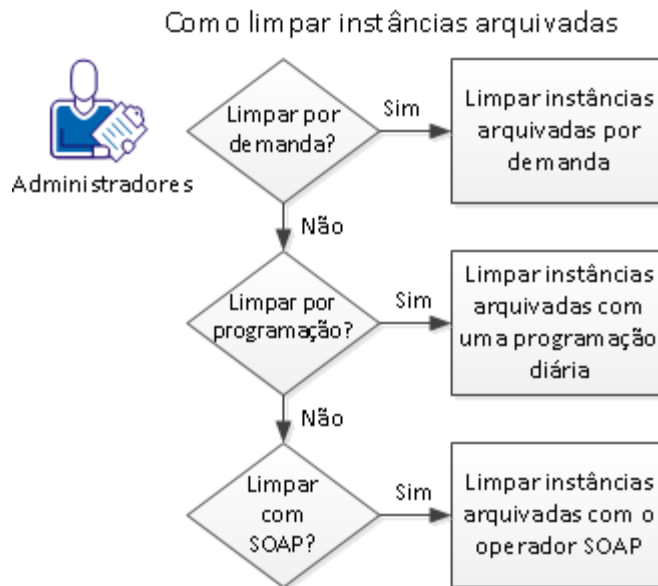 Como limpar instâncias arquivadas
Administradores
Limpar por
demanda?
Sim
Limpar instâncias
arquivadas por
demanda
Não
Limpar por
programação?
Sim
Limpar instâncias
arquivadas com
uma programação
diária
Não
Limpar
com
SOAP?
Sim
Limpar instâncias
arquivadas com o
operador SOAP